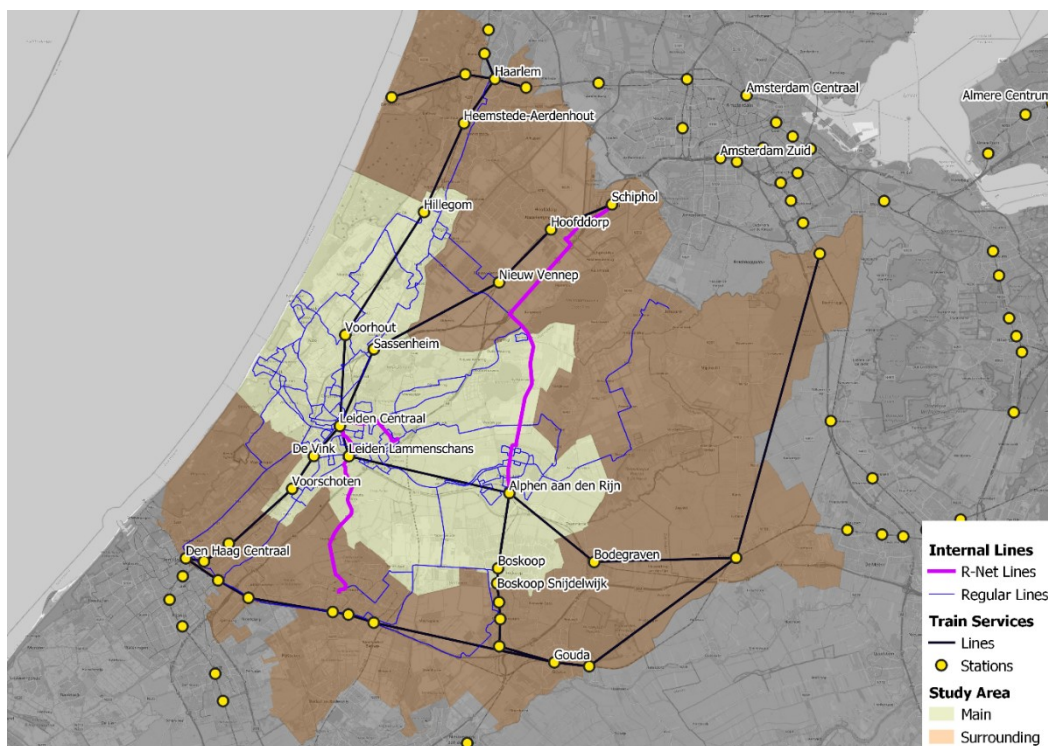 Haarlem
Amsterdam Centraal
Almere Centrum
Heemstede-Aerdenhout
Amsterdam Zuid
Schiphol
Hillegom
Hoofddorp
Nieuw Vennep
Voorhout
Sassenheim
Leiden Centraal
De Vink
Leiden Lammenschans
Voorschoten
Alphen aan den Rijn
Den Haag Centraal
Boskoop
Bodegraven
Boskoop Snijdelwijk
Gouda
Internal Lines
R-Net Lines
Regular Lines
Train Services
Lines
Stations
Study Area
Main
Surrounding